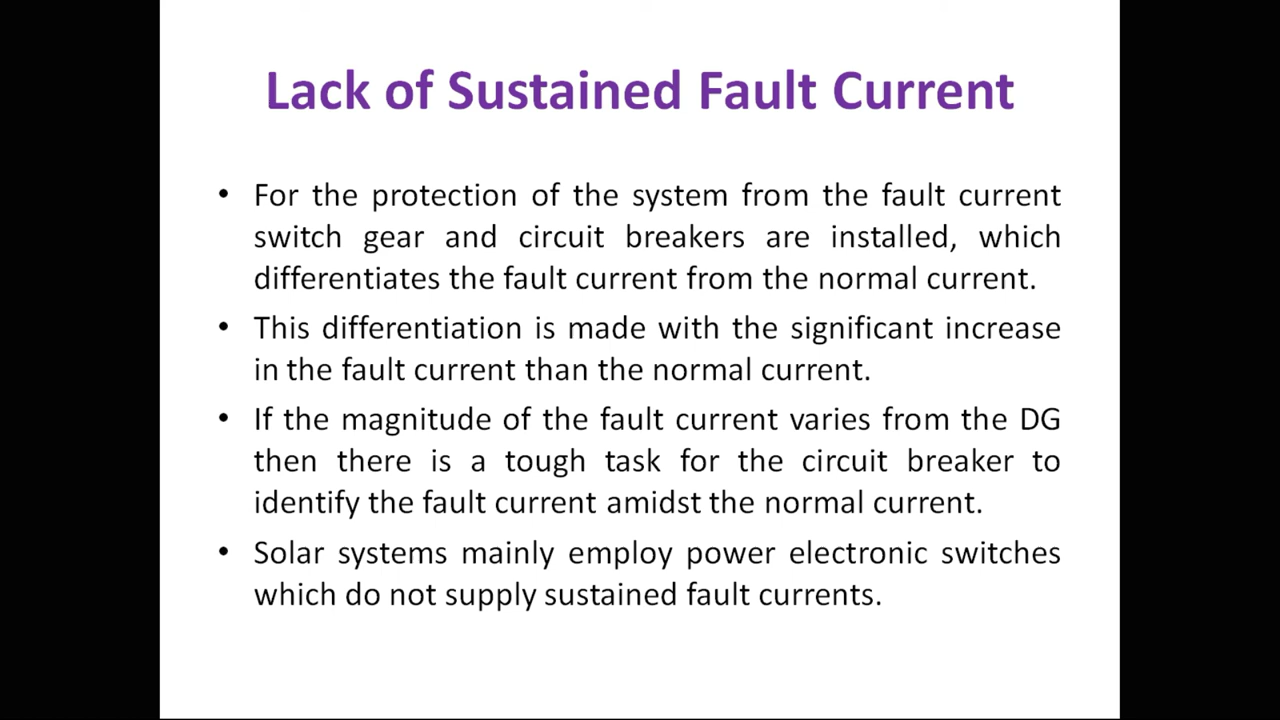 Lack of Sustained Fault Current
• For the protection of the system from the fault current
switch gear and circuit breakers are installed, which
differentiates the fault current from the normal current.
• This differentiation is made with the significant increase
in the fault current than the normal current.
• If the magnitude of the fault current varies from the DG
then there is a tough task for the circuit breaker to
identify the fault current amidst the normal current.
• Solar systems mainly employ power electronic switches
which do not supply sustained fault currents.